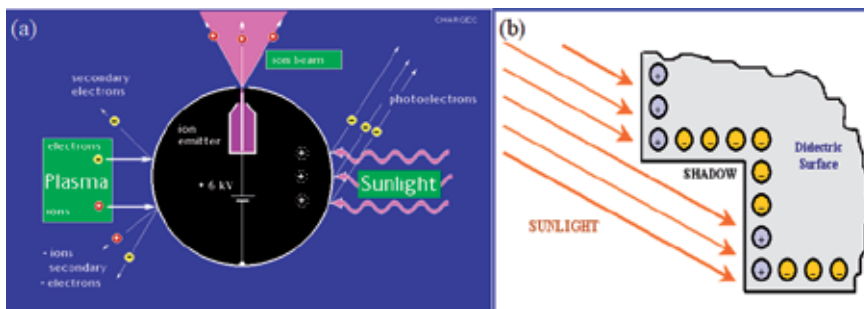 (a)
CHARGEC
ion beam
secondary
electrons
photoelectrons
ion
emitter
electrons
Plasma
ions
+ 6 kV
Sunlight
- ions
secondary
- electrons
(b)
Dielectric
Surface
SHADOW
SUNLIGHT